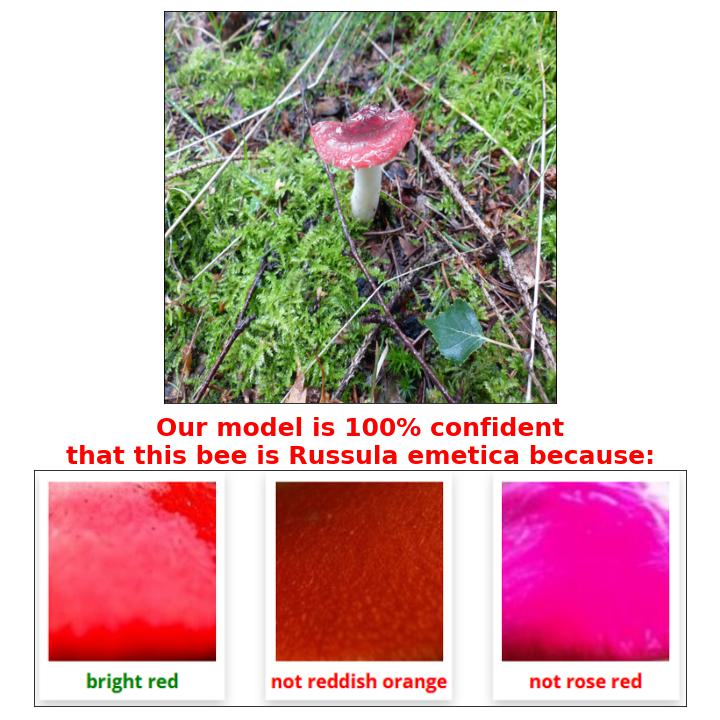 Our model is 100% confident
that this bee is Russula emetica because:
bright red
not reddish orange
not rose red